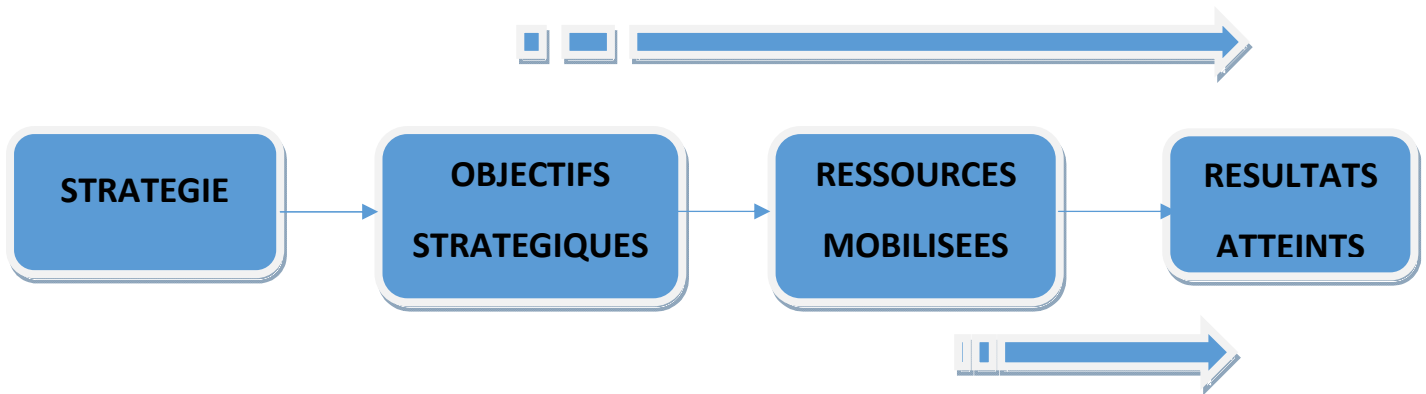 STRATEGIE
OBJECTIFS
STRATEGIQUES
RESSOURCES
MOBILISEES
RESULTATS
ATTEINTS